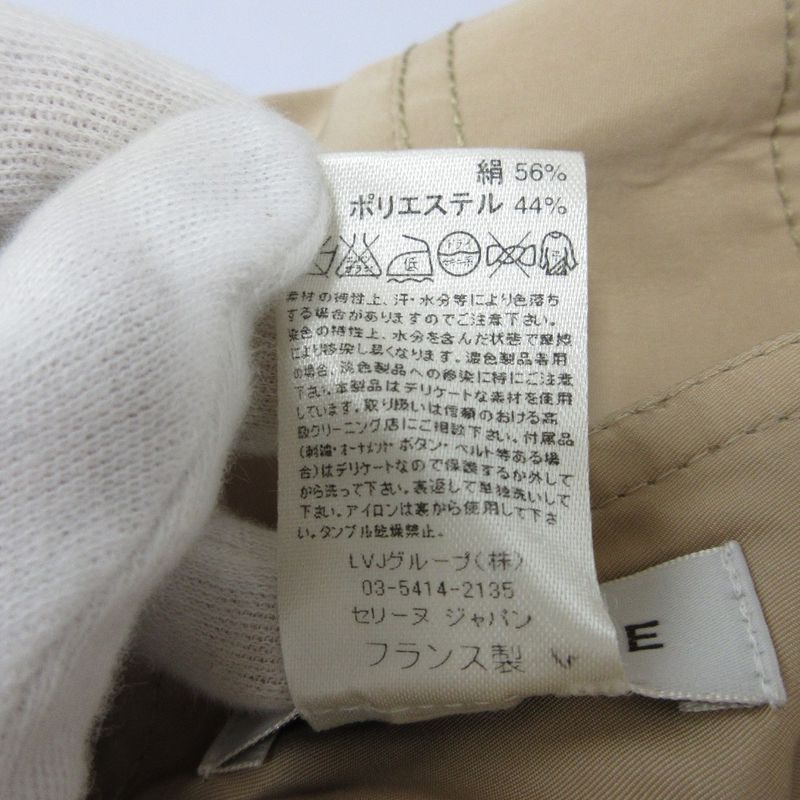 絹 56%
ポリエステル 44%
低 ドライ
素材の特性上、汗・水分等により色落ち
する場合がありますのでご注意下さい。
染色の特性上、水分を含んだ状態で摩擦
により移染し易くなります。濃色製品着用
の場合、淡色製品への移染に特にご注意
下さい。本製品はデリケートな素材を使用
しています。取り扱いは信頼のおける高
級クリーニング店にご相談下さい。付属品
(刺繍・オーナメント・ボタン・ベルト等ある場
合)はデリケートなので保護するか外して
から洗って下さい。裏返して単独洗いして
下さい。アイロンは裏から使用して下さ
い。タンブル乾燥禁止。
LVJグループ(株)
03-5414-2135
セリーヌ ジャパン
フランス製
E